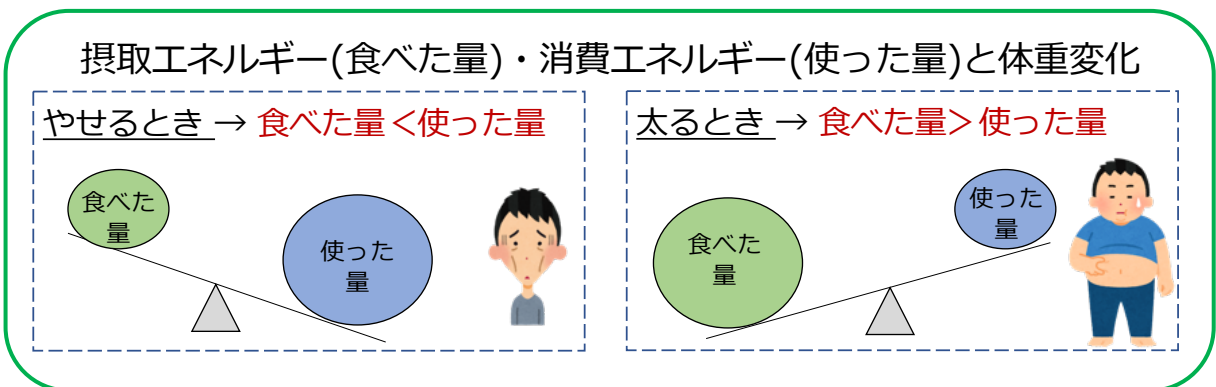 摂取エネルギー(食べた量)・消費エネルギー(使った量)と体重変化
やせるとき → 食べた量<使った量
食べた
量
使った
量
太るとき → 食べた量>使った量
食べた
量
使った
量